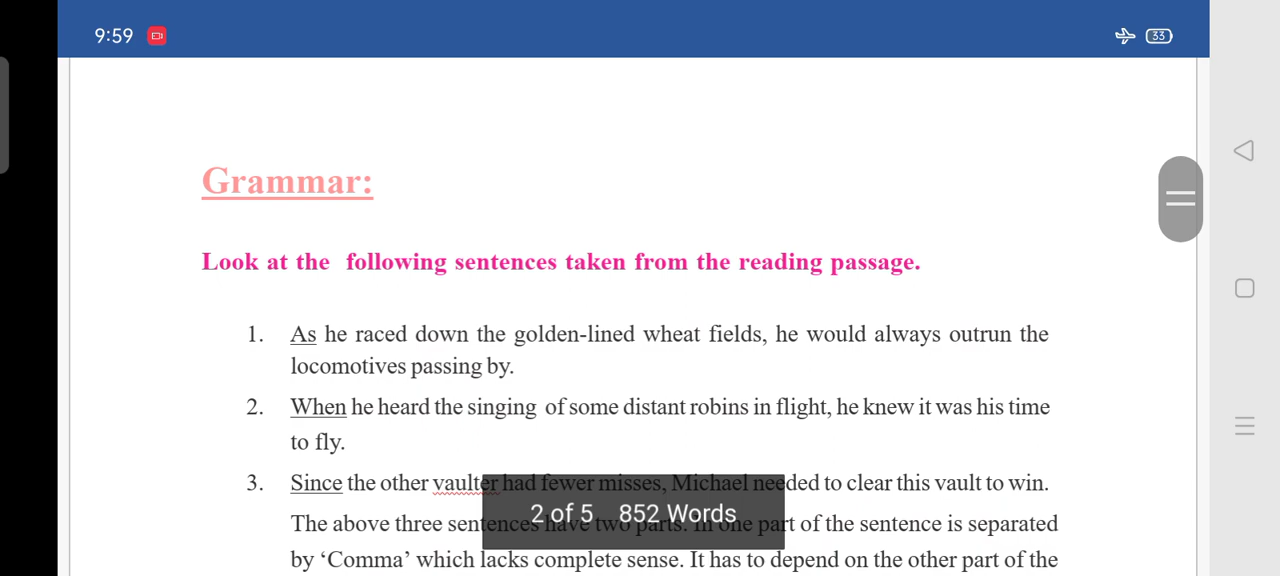 9:59
33
Grammar:
Look at the following sentences taken from the reading passage.
1. As he raced down the golden-lined wheat fields, he would always outrun the
locomotives passing by.
2. When he heard the singing of some distant robins in flight, he knew it was his time
to fly.
3. Since the other vaulter had fewer misses, Michael needed to clear this vault to win.
2 of 5 852 Words
The above three sentences have two parts. In one part of the sentence is separated
by ‘Comma’ which lacks complete sense. It has to depend on the other part of the